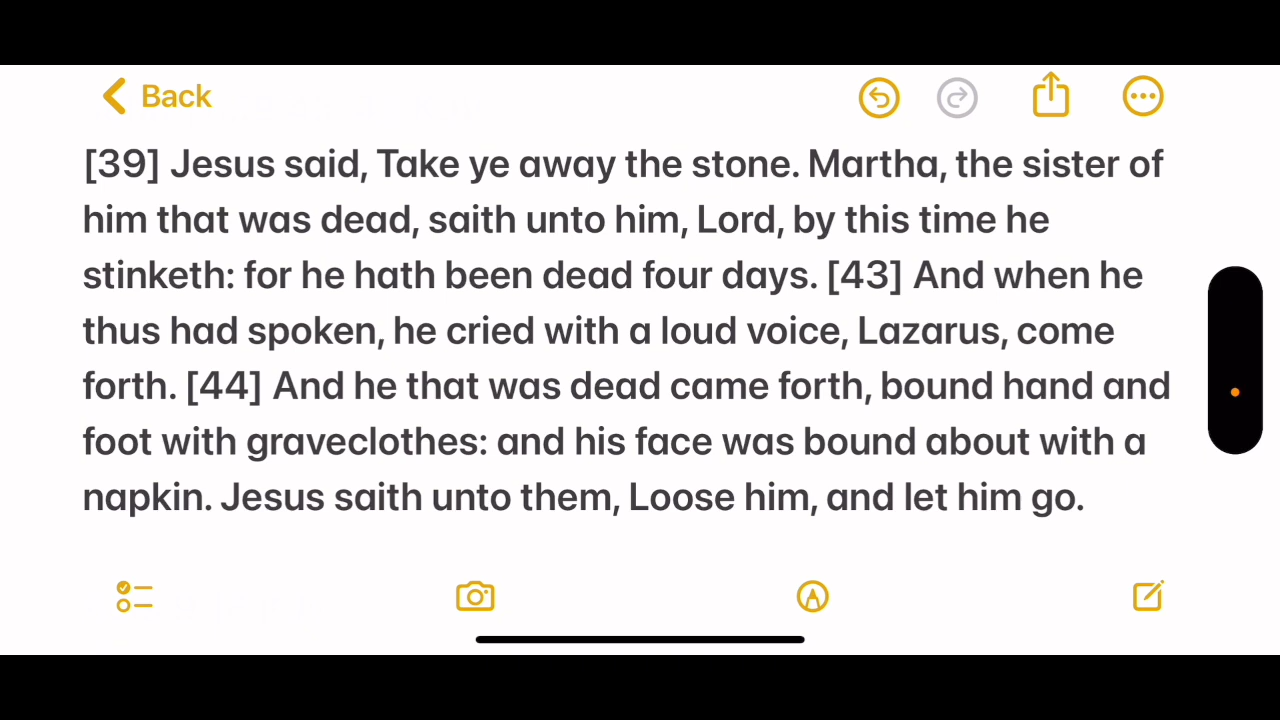 Back
[39] Jesus said, Take ye away the stone. Martha, the sister of
him that was dead, saith unto him, Lord, by this time he
stinketh: for he hath been dead four days. [43] And when he
thus had spoken, he cried with a loud voice, Lazarus, come
forth. [44] And he that was dead came forth, bound hand and
foot with graveclothes: and his face was bound about with a
napkin. Jesus saith unto them, Loose him, and let him go.